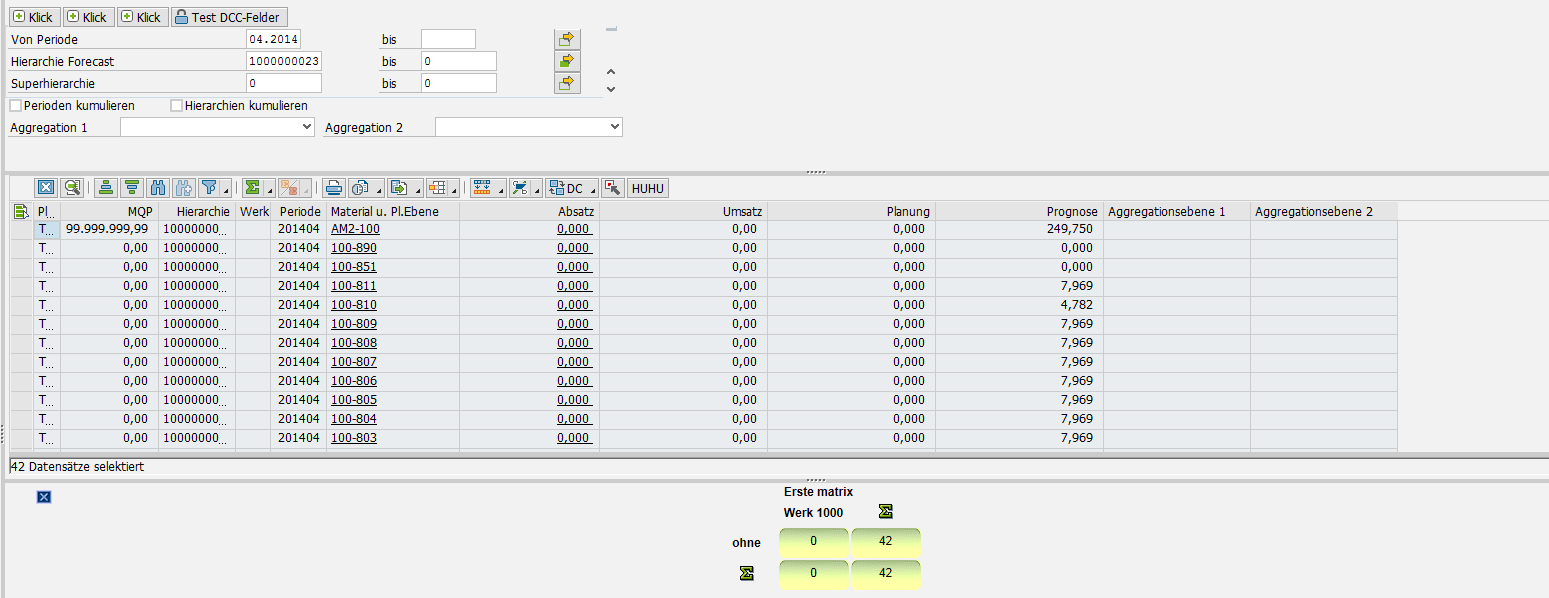 Klick Klick Klick Test DCC-Felder
Von Periode 04.2014 bis
Hierarchie Forecast 1000000023 bis 0
Superhierarchie 0 bis 0
Perioden kumulieren Hierarchien kumulieren
Aggregation 1 Aggregation 2
DC HUHU
Pl... MQP Hierarchie Werk Periode Material u. Pl.Ebene Absatz Umsatz Planung Prognose Aggregationsebene 1 Aggregationsebene 2
T... 99.999.999,99 10000000... 201404 AM2-100 0,000 0,00 0,000 249,750
T... 0,00 10000000... 201404 100-890 0,000 0,00 0,000 0,000
T... 0,00 10000000... 201404 100-851 0,000 0,00 0,000 0,000
T... 0,00 10000000... 201404 100-811 0,000 0,00 0,000 7,969
T... 0,00 10000000... 201404 100-810 0,000 0,00 0,000 4,782
T... 0,00 10000000... 201404 100-809 0,000 0,00 0,000 7,969
T... 0,00 10000000... 201404 100-808 0,000 0,00 0,000 7,969
T... 0,00 10000000... 201404 100-807 0,000 0,00 0,000 7,969
T... 0,00 10000000... 201404 100-806 0,000 0,00 0,000 7,969
T... 0,00 10000000... 201404 100-805 0,000 0,00 0,000 7,969
T... 0,00 10000000... 201404 100-804 0,000 0,00 0,000 7,969
T... 0,00 10000000... 201404 100-803 0,000 0,00 0,000 7,969
42 Datensätze selektiert
Erste matrix
Werk 1000 Σ
ohne 0 42
Σ 0 42